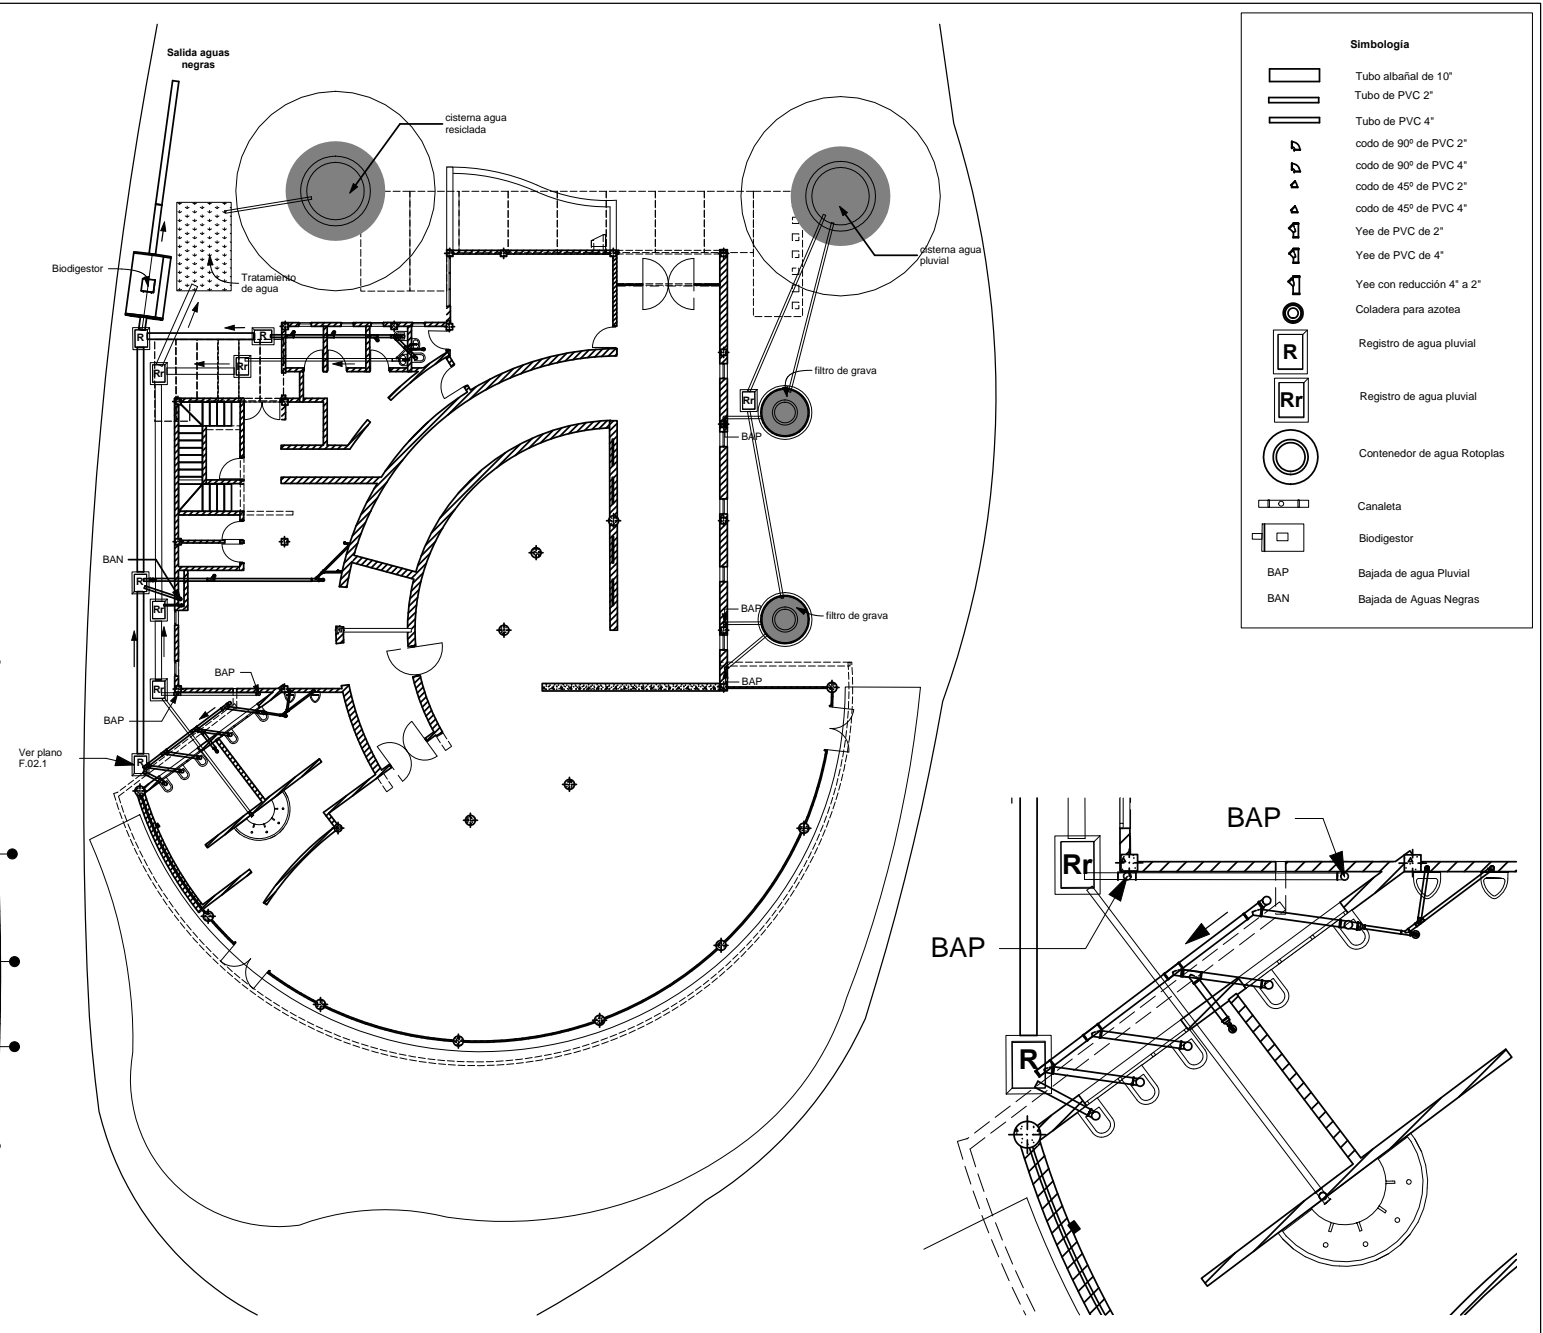 Salida aguas
negras
cisterna agua
resiclada
Biodigestor
Tratamiento
de agua
cisterna agua
pluvial
R
R
Rr
Rr
Rr
filtro de grava
BAP
BAN
R
Rr
BAP
filtro de grava
BAP
Rr
BAP
BAP
Ver plano
F.02.1
R
Simbología
Tubo albañal de 10"
Tubo de PVC 2"
Tubo de PVC 4"
codo de 90º de PVC 2"
codo de 90º de PVC 4"
codo de 45º de PVC 2"
codo de 45º de PVC 4"
Yee de PVC de 2"
Yee de PVC de 4"
Yee con reducción 4" a 2"
Coladera para azotea
R Registro de agua pluvial
Rr Registro de agua pluvial
Contenedor de agua Rotoplas
Canaleta
Biodigestor
BAP Bajada de agua Pluvial
BAN Bajada de Aguas Negras
BAP
Rr
BAP
R